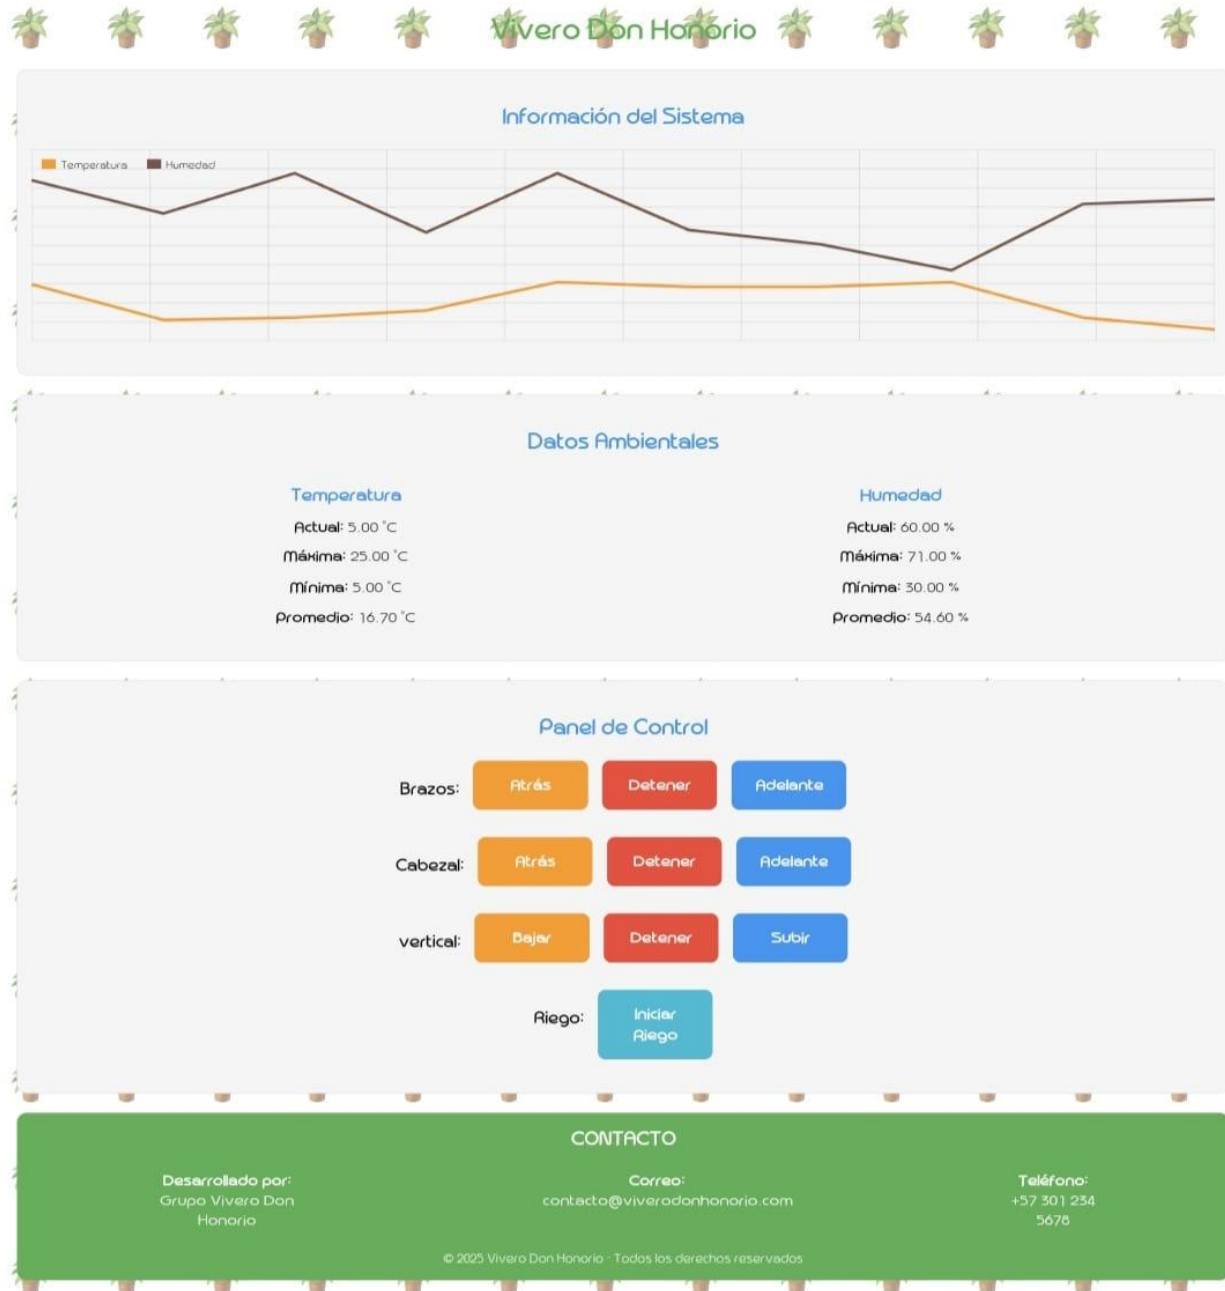 Vivero Don Honorio
Información del Sistema
Temperatura Humedad
Datos Ambientales
Temperatura
Actual: 5.00 °C
Máxima: 25.00 °C
Mínima: 5.00 °C
Promedio: 16.70 °C
Humedad
Actual: 60.00 %
Máxima: 71.00 %
Mínima: 30.00 %
Promedio: 54.60 %
Panel de Control
Brazos: Atrás Detener Adelante
Cabezal: Atrás Detener Adelante
vertical: Bajar Detener Subir
Riego: Iniciar
Riego
CONTACTO
Desarrollado por:
Grupo Vivero Don
Honorio
Correo:
contacto@viverodonhonorio.com
Teléfono:
+57 301 234
5678
© 2025 Vivero Don Honorio - Todos los derechos reservados